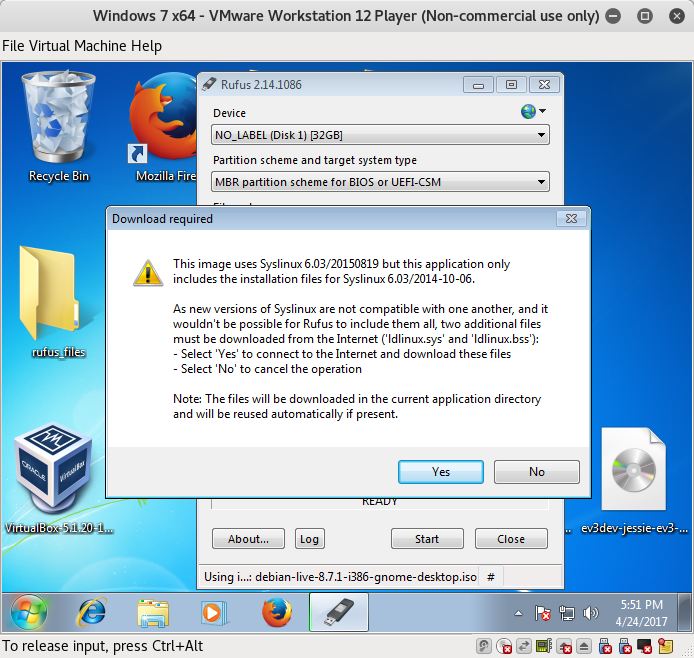 Windows 7 x64 - VMware Workstation 12 Player (Non-commercial use only)
File Virtual Machine Help
Recycle Bin
Mozilla Fire
rufus_files
ORACLE
VirtualBox
VirtualBox-5.1.20-1...
Rufus 2.14.1086
Device
NO_LABEL (Disk 1) [32GB]
Partition scheme and target system type
MBR partition scheme for BIOS or UEFI-CSM
Download required
This image uses Syslinux 6.03/20150819 but this application only
includes the installation files for Syslinux 6.03/2014-10-06.
As new versions of Syslinux are not compatible with one another, and it
wouldn't be possible for Rufus to include them all, two additional files
must be downloaded from the Internet ('ldlinux.sys' and 'ldlinux.bss'):
- Select 'Yes' to connect to the Internet and download these files
- Select 'No' to cancel the operation
Note: The files will be downloaded in the current application directory
and will be reused automatically if present.
Yes
No
READY
About...
Log
Start
Close
Using i...: debian-live-8.7.1-i386-gnome-desktop.iso
#
ev3dev-jessie-ev3-...
5:51 PM
4/24/2017
To release input, press Ctrl+Alt